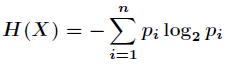 H(X) = − ∑_{i=1}^{n} p_i log_2 p_i